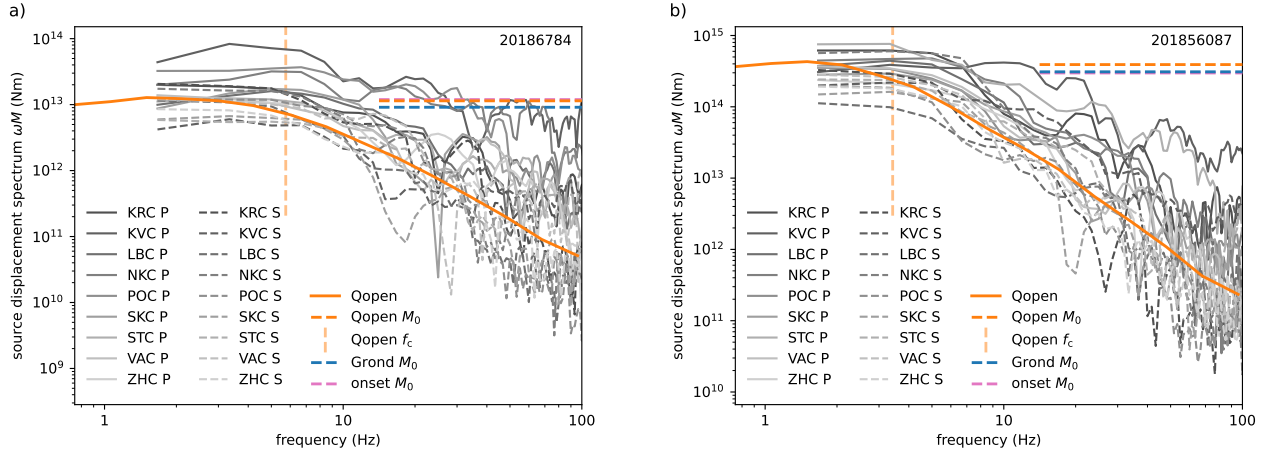 a)
20186784
source displacement spectrum ωM (Nm)
10¹⁴
10¹³
10¹²
10¹¹
10¹⁰
10⁹
KRC P
KVC P
LBC P
NKC P
POC P
SKC P
STC P
VAC P
ZHC P
KRC S
KVC S
LBC S
NKC S
POC S
SKC S
STC S
VAC S
ZHC S
Qopen
Qopen M₀
Qopen f_c
Grond M₀
onset M₀
1 10 100
frequency (Hz)
b)
201856087
source displacement spectrum ωM (Nm)
10¹⁵
10¹⁴
10¹³
10¹²
10¹¹
10¹⁰
KRC P
KVC P
LBC P
NKC P
POC P
SKC P
STC P
VAC P
ZHC P
KRC S
KVC S
LBC S
NKC S
POC S
SKC S
STC S
VAC S
ZHC S
Qopen
Qopen M₀
Qopen f_c
Grond M₀
onset M₀
1 10 100
frequency (Hz)